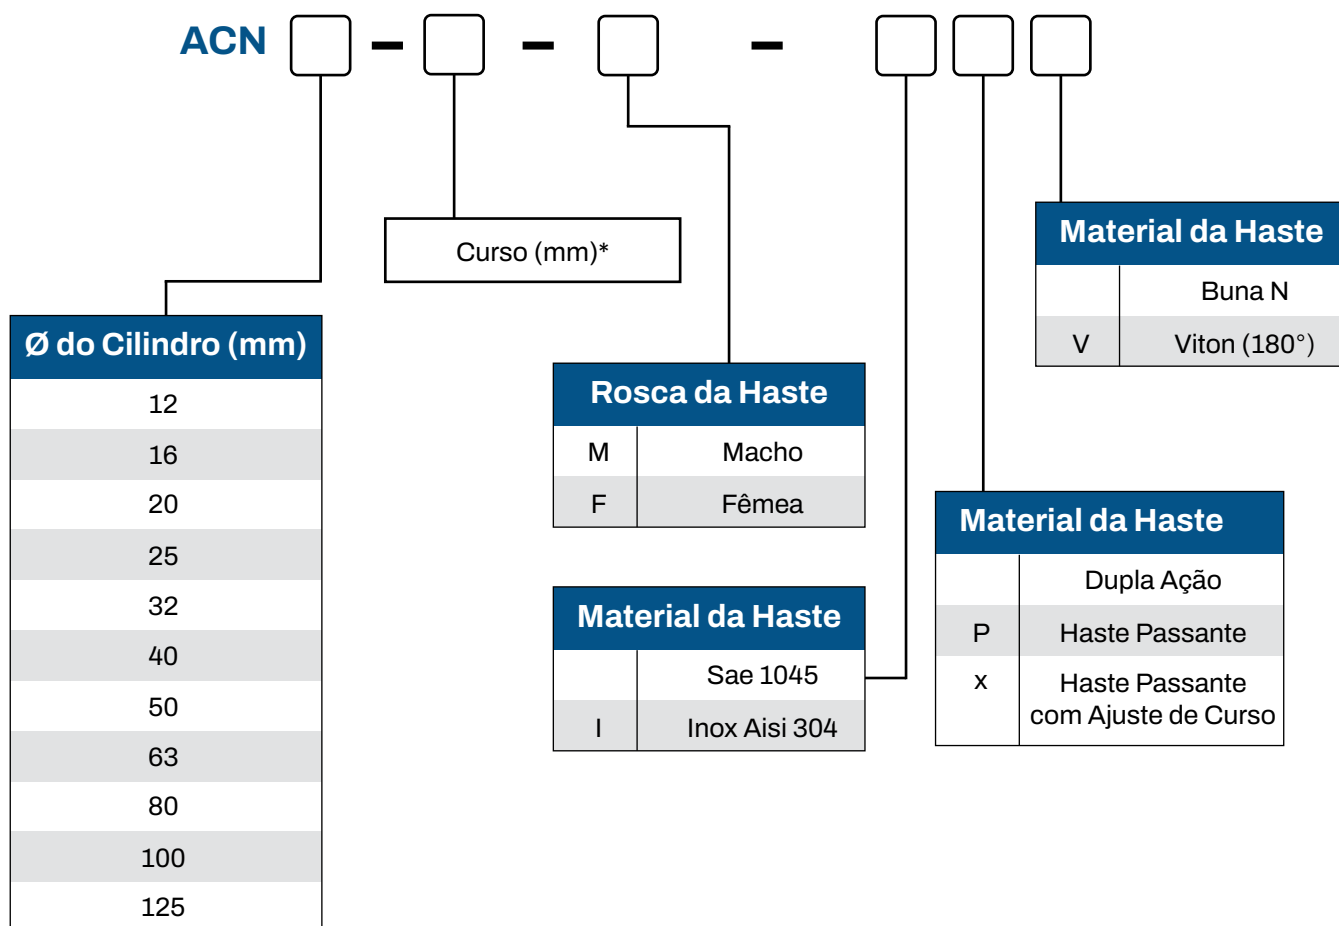 ACN - - -
Curso (mm)*
Ø do Cilindro (mm)
12
16
20
25
32
40
50
63
80
100
125
Rosca da Haste
M Macho
F Fêmea
Material da Haste
Sae 1045
I Inox Aisi 304
Material da Haste
Dupla Ação
P Haste Passante
x Haste Passante
com Ajuste de Curso
Material da Haste
Buna N
V Viton (180°)